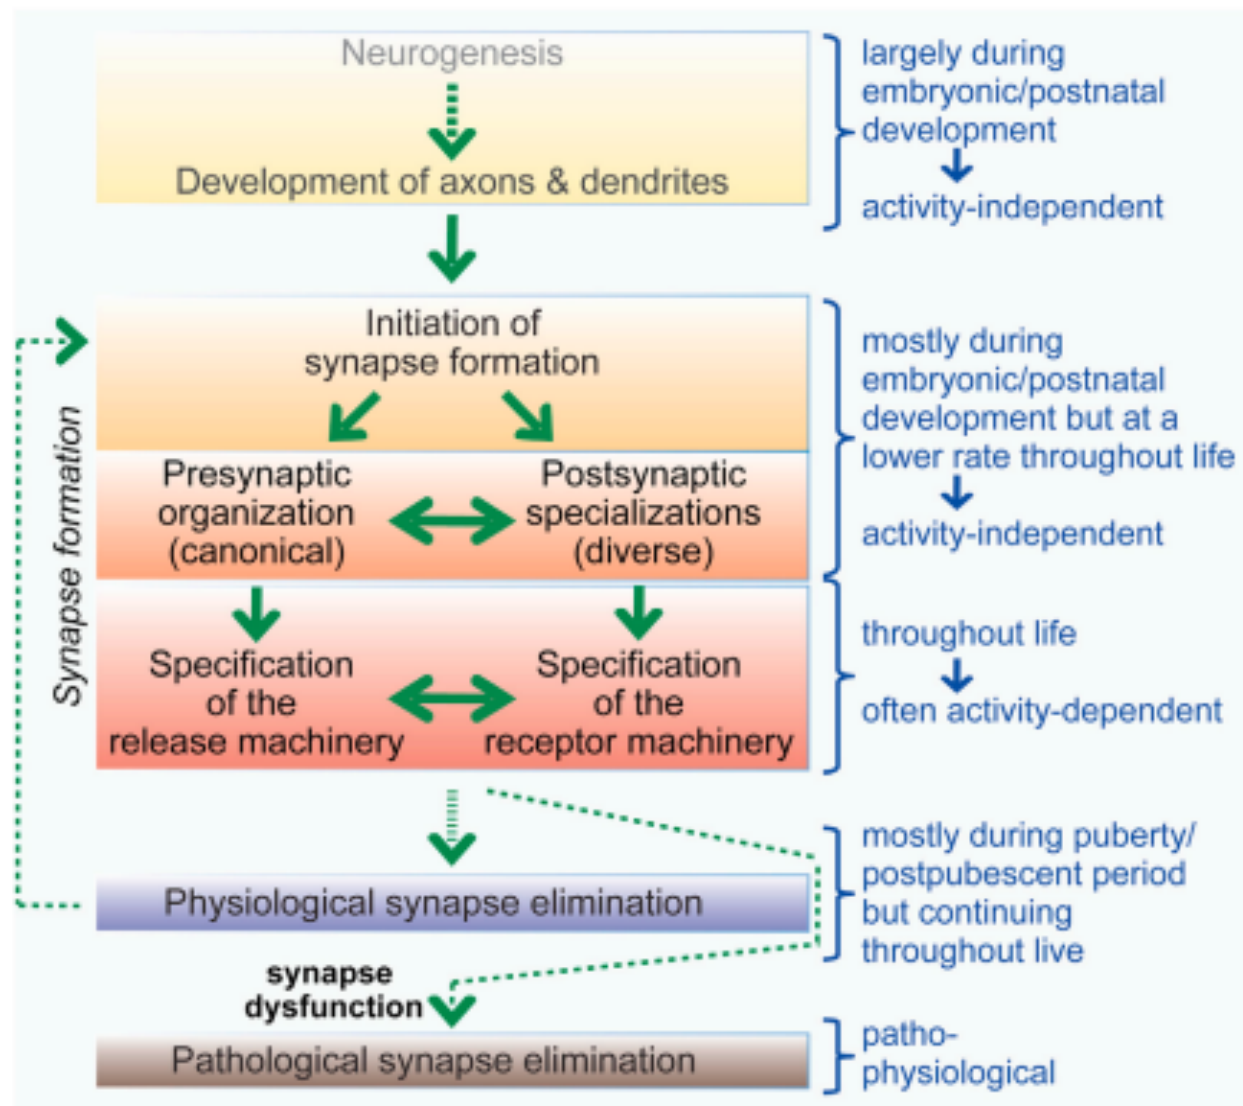 Neurogenesis
Development of axons & dendrites
largely during
embryonic/postnatal
development
activity-independent
Synapse formation
Initiation of
synapse formation
Presynaptic
organization
(canonical)
Postsynaptic
specializations
(diverse)
mostly during
embryonic/postnatal
development but at a
lower rate throughout life
activity-independent
Specification
of the
release machinery
Specification
of the
receptor machinery
throughout life
often activity-dependent
Physiological synapse elimination
mostly during puberty/
postpubescent period
but continuing
throughout live
synapse
dysfunction
Pathological synapse elimination
patho-
physiological